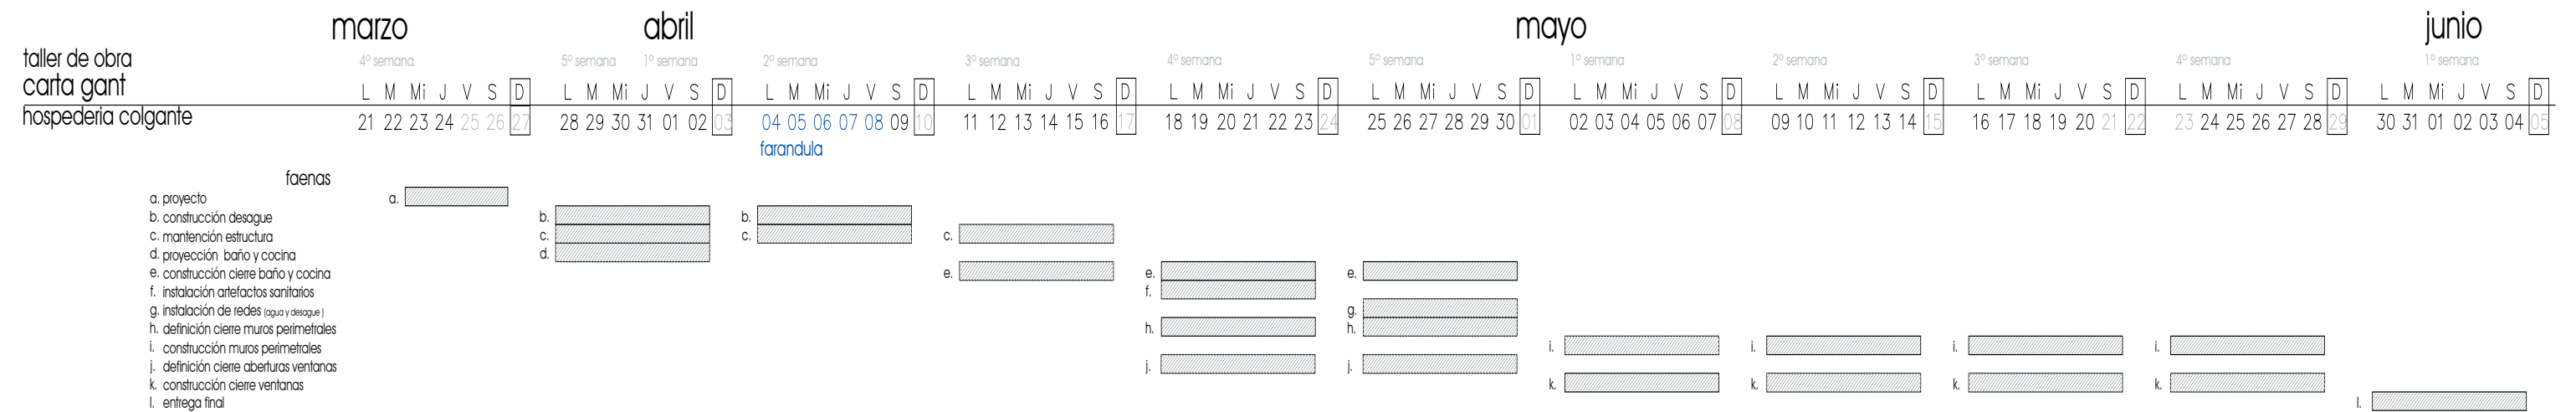 marzo abril mayo junio
taller de obra 4º semana 5º semana 1º semana 2º semana 3º semana 4º semana 5º semana 1º semana 2º semana 3º semana 4º semana 1º semana
carta gant L M Mi J V S D L M Mi J V S D L M Mi J V S D L M Mi J V S D L M Mi J V S D L M Mi J V S D L M Mi J V S D L M Mi J V S D L M Mi J V S D L M Mi J V S D L M Mi J V S D
hospederia colgante 21 22 23 24 25 26 27 28 29 30 31 01 02 03 04 05 06 07 08 09 10 11 12 13 14 15 16 17 18 19 20 21 22 23 24 25 26 27 28 29 30 01 02 03 04 05 06 07 08 09 10 11 12 13 14 15 16 17 18 19 20 21 22 23 24 25 26 27 28 29 30 31 01 02 03 04 05
farandula
faenas
a. proyecto a.
b. construcción desague b. b.
c. mantención estructura c. c. c.
d. proyección baño y cocina d.
e. construcción cierre baño y cocina e. e. e.
f. instalación artefactos sanitarios f.
g. instalación de redes (agua y desague ) g.
h. definición cierre muros perimetrales h. h.
i. construcción muros perimetrales i. i. i. i.
j. definición cierre aberturas ventanas j. j.
k. construcción cierre ventanas k. k. k. k.
l. entrega final l.